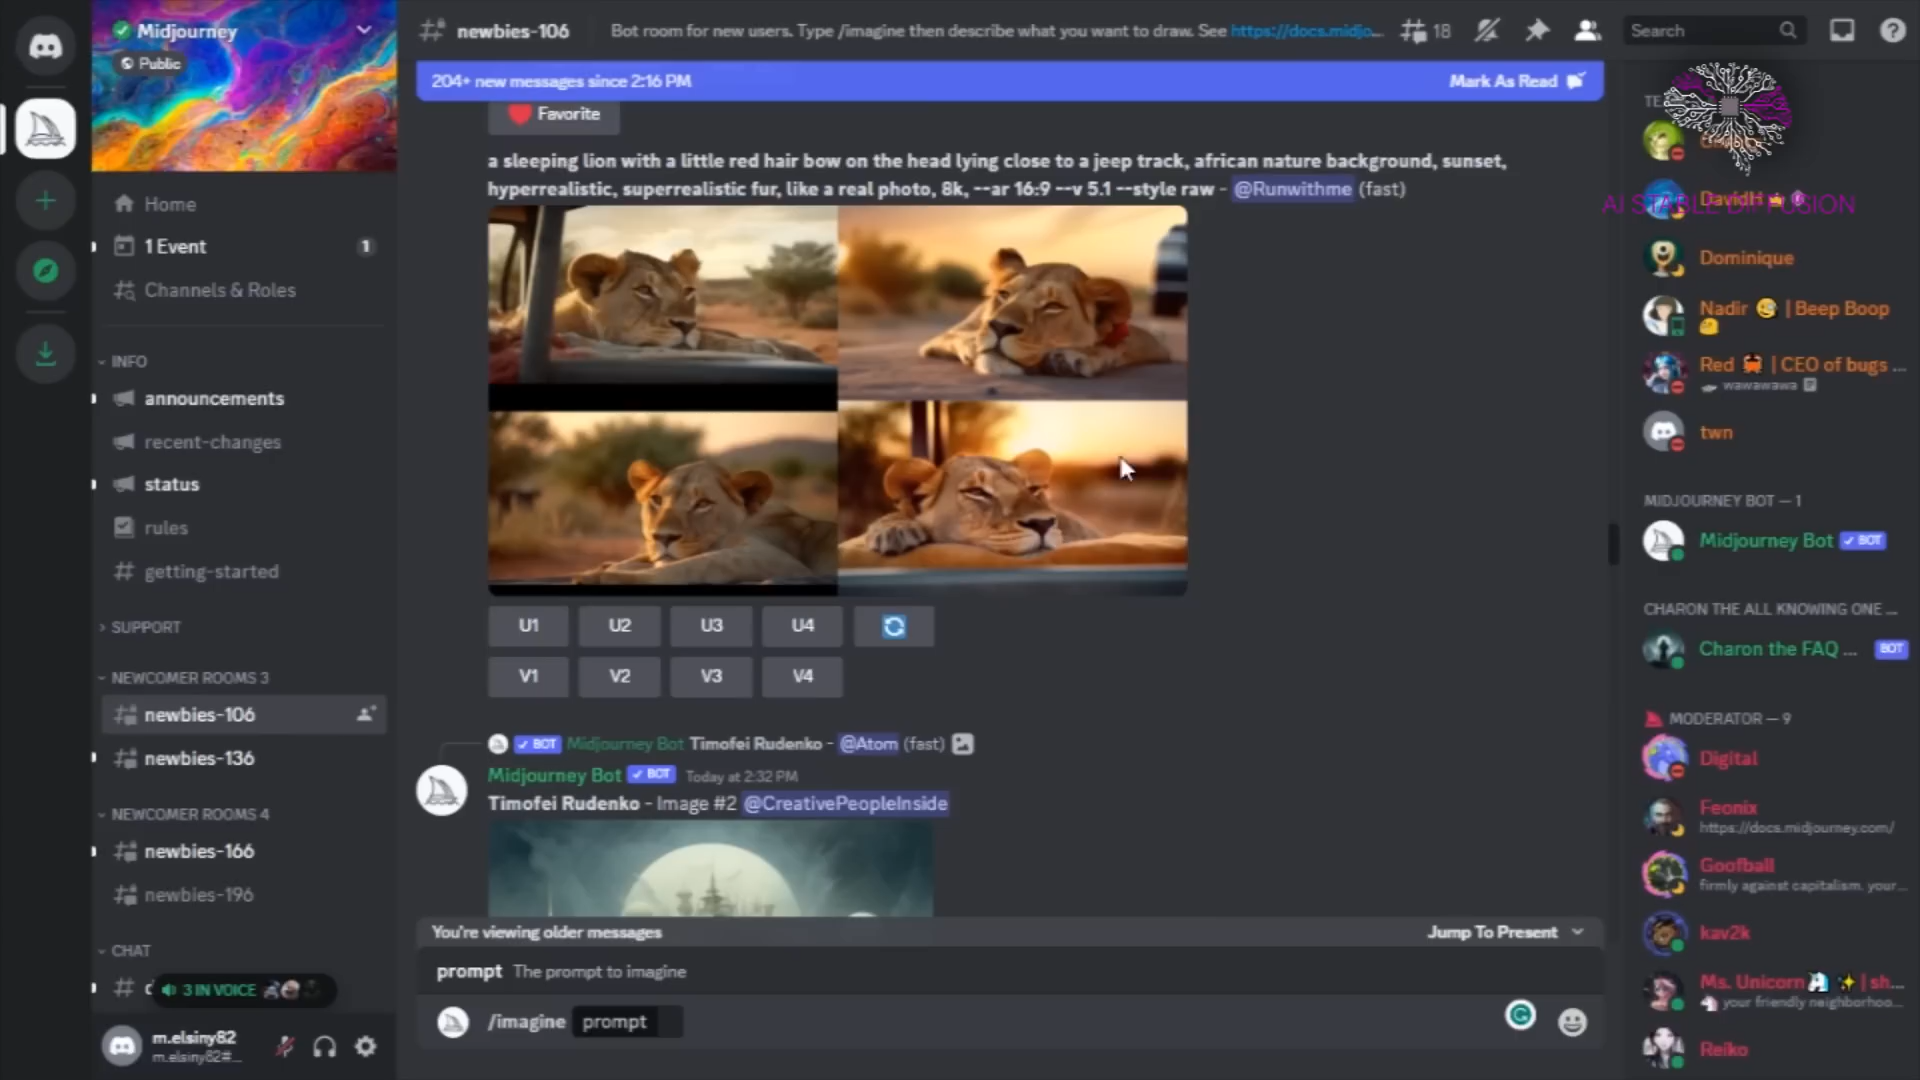 Midjourney
Public
Home
1 Event
1
Channels & Roles
INFO
announcements
recent-changes
status
rules
getting-started
SUPPORT
NEWCOMER ROOMS 3
newbies-106
newbies-136
NEWCOMER ROOMS 4
newbies-166
newbies-196
CHAT
3 IN VOICE
m.elsiny82
m.elsiny82#...
newbies-106
Bot room for new users. Type /imagine then describe what you want to draw. See https://docs.midjo...
18
Search
204+ new messages since 2:16 PM
Mark As Read
Favorite
a sleeping lion with a little red hair bow on the head lying close to a jeep track, african nature background, sunset,
hyperrealistic, superrealistic fur, like a real photo, 8k, --ar 16:9 --v 5.1 --style raw - @Runwithme (fast)
U1 U2 U3 U4
V1 V2 V3 V4
BOT Midjourney Bot Timofei Rudenko - @Atom (fast)
Midjourney Bot BOT Today at 2:32 PM
Timofei Rudenko - Image #2 @CreativePeopleInside
You're viewing older messages
Jump To Present
prompt The prompt to imagine
/imagine prompt
AI STABLE DIFFUSION
DavidH
Dominique
Nadir | Beep Boop
Red | CEO of bugs ...
wawawawa
twn
MIDJOURNEY BOT — 1
Midjourney Bot BOT
CHARON THE ALL KNOWING ONE ...
Charon the FAQ ... BOT
MODERATOR — 9
Digital
Feonix
https://docs.midjourney.com/
Goofball
firmly against capitalism. your...
kav2k
Ms. Unicorn | sh...
your friendly neighborhoo...
Reiko